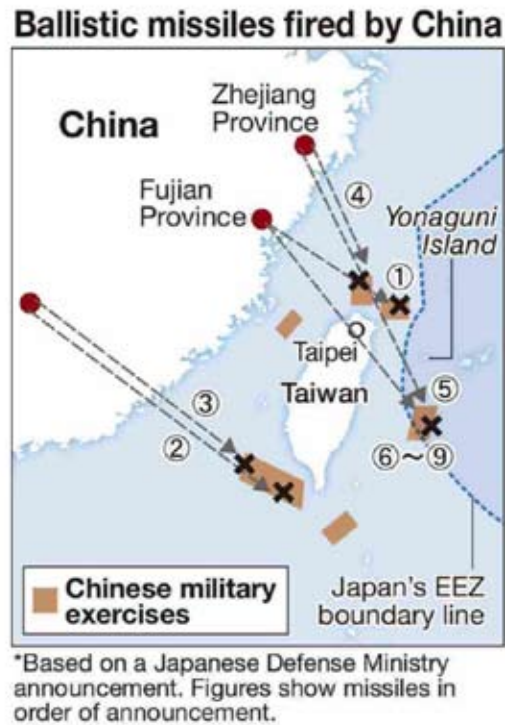 Ballistic missiles fired by China
Zhejiang
Province
China
④
Fujian
Province
Yonaguni
Island
①
Taipei
Taiwan
③
②
⑤
⑥～⑨
Chinese military
exercises
Japan's EEZ
boundary line
*Based on a Japanese Defense Ministry
announcement. Figures show missiles in
order of announcement.